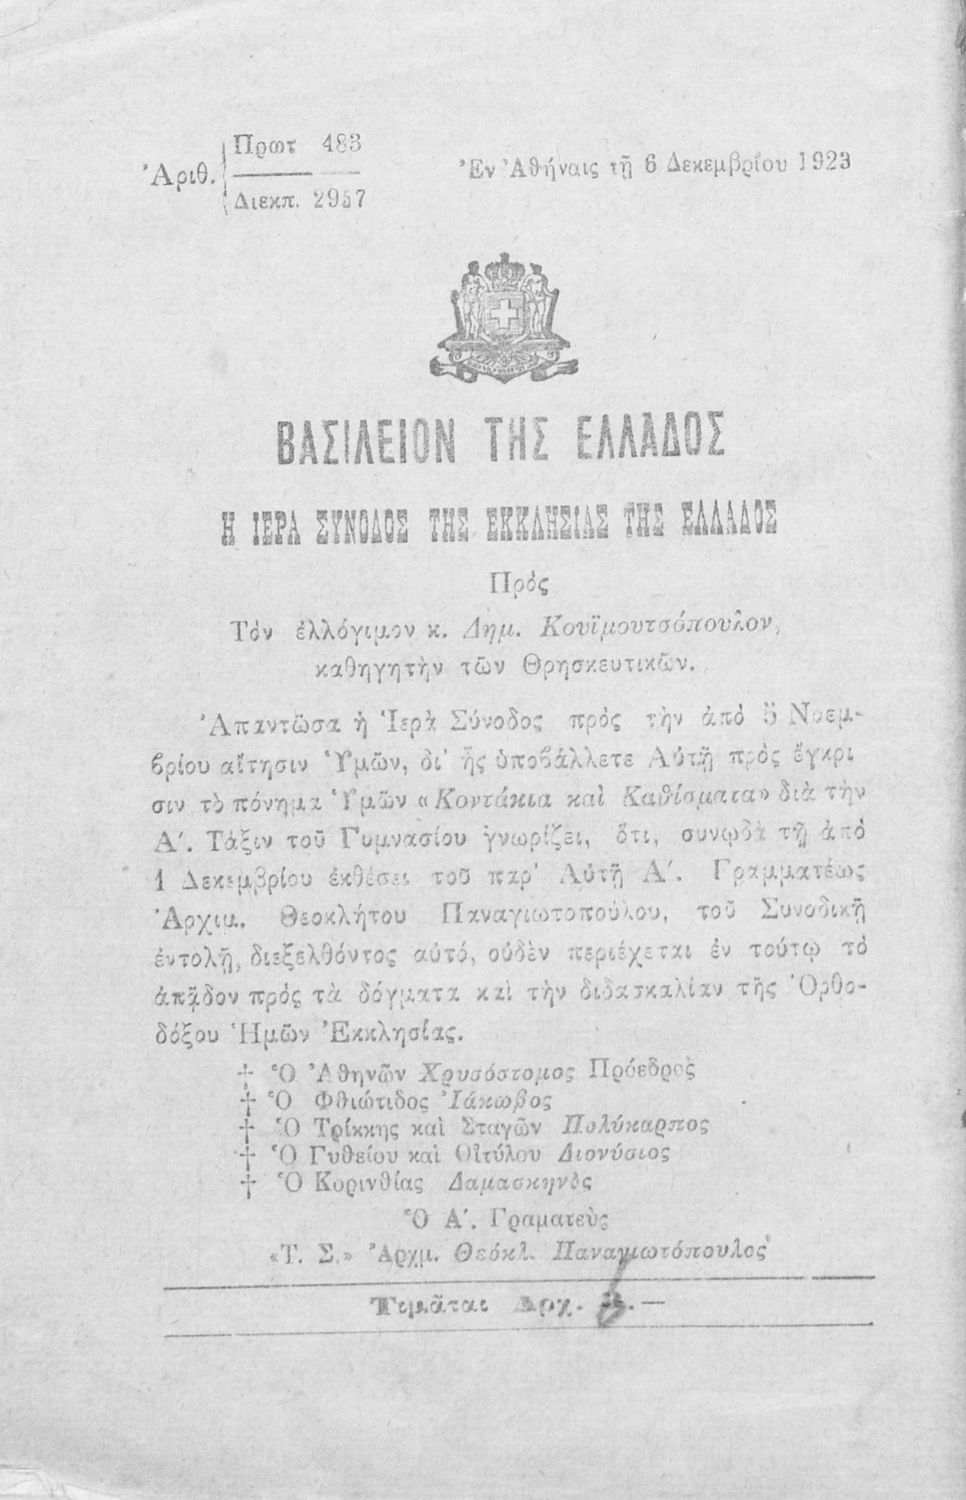 Ἀριθ. Πρωτ 483
Διεκπ. 2957
Ἐν Ἀθήναις τῇ 6 Δεκεμβρίου 1923
ΒΑΣΙΛΕΙΟΝ ΤΗΣ ΕΛΛΑΔΟΣ
Η ΙΕΡΑ ΣΥΝΟΔΟΣ ΤΗΣ ΕΚΚΛΗΣΙΑΣ ΤΗΣ ΕΛΛΑΔΟΣ
Πρὸς
Τὸν ἐλλόγιμον κ. Δημ. Κουϊμουτσόπουλον,
καθηγητὴν τῶν Θρησκευτικῶν.
Ἀπαντῶσα ἡ Ἱερὰ Σύνοδος πρὸς τὴν ἀπὸ 5 Νοεμ-
βρίου αἴτησιν Ὑμῶν, δι' ἧς ὑποβάλλετε Αὐτῇ πρὸς ἔγκρι
σιν τὸ πόνημα Ὑμῶν «Κοντάκια καὶ Καθίσματα» διὰ τὴν
Α΄. Τάξιν τοῦ Γυμνασίου γνωρίζει, ὅτι, συνῳδὰ τῇ ἀπὸ
1 Δεκεμβρίου ἐκθέσει τοῦ παρ' Αὐτῇ Α΄. Γραμματέως
Ἀρχιμ. Θεοκλήτου Παναγιωτοπούλου, τοῦ Συνοδικῇ
ἐντολῇ, διεξελθόντος αὐτό, οὐδὲν περιέχεται ἐν τούτῳ τὸ
ἀπᾷδον πρὸς τὰ δόγματα καὶ τὴν διδασκαλίαν τῆς Ὀρθο-
δόξου Ἡμῶν Ἐκκλησίας.
† Ὁ Ἀθηνῶν Χρυσόστομος Πρόεδρος
† Ὁ Φθιώτιδος Ἰάκωβος
† Ὁ Τρίκκης καὶ Σταγῶν Πολύκαρπος
† Ὁ Γυθείου καὶ Οἰτύλου Διονύσιος
† Ὁ Κορινθίας Δαμασκηνὸς
Ὁ Α΄. Γραματεὺς
«Τ. Σ.» Ἀρχμ. Θεόκλ. Παναγιωτόπουλος
Τιμᾶται Δρχ.